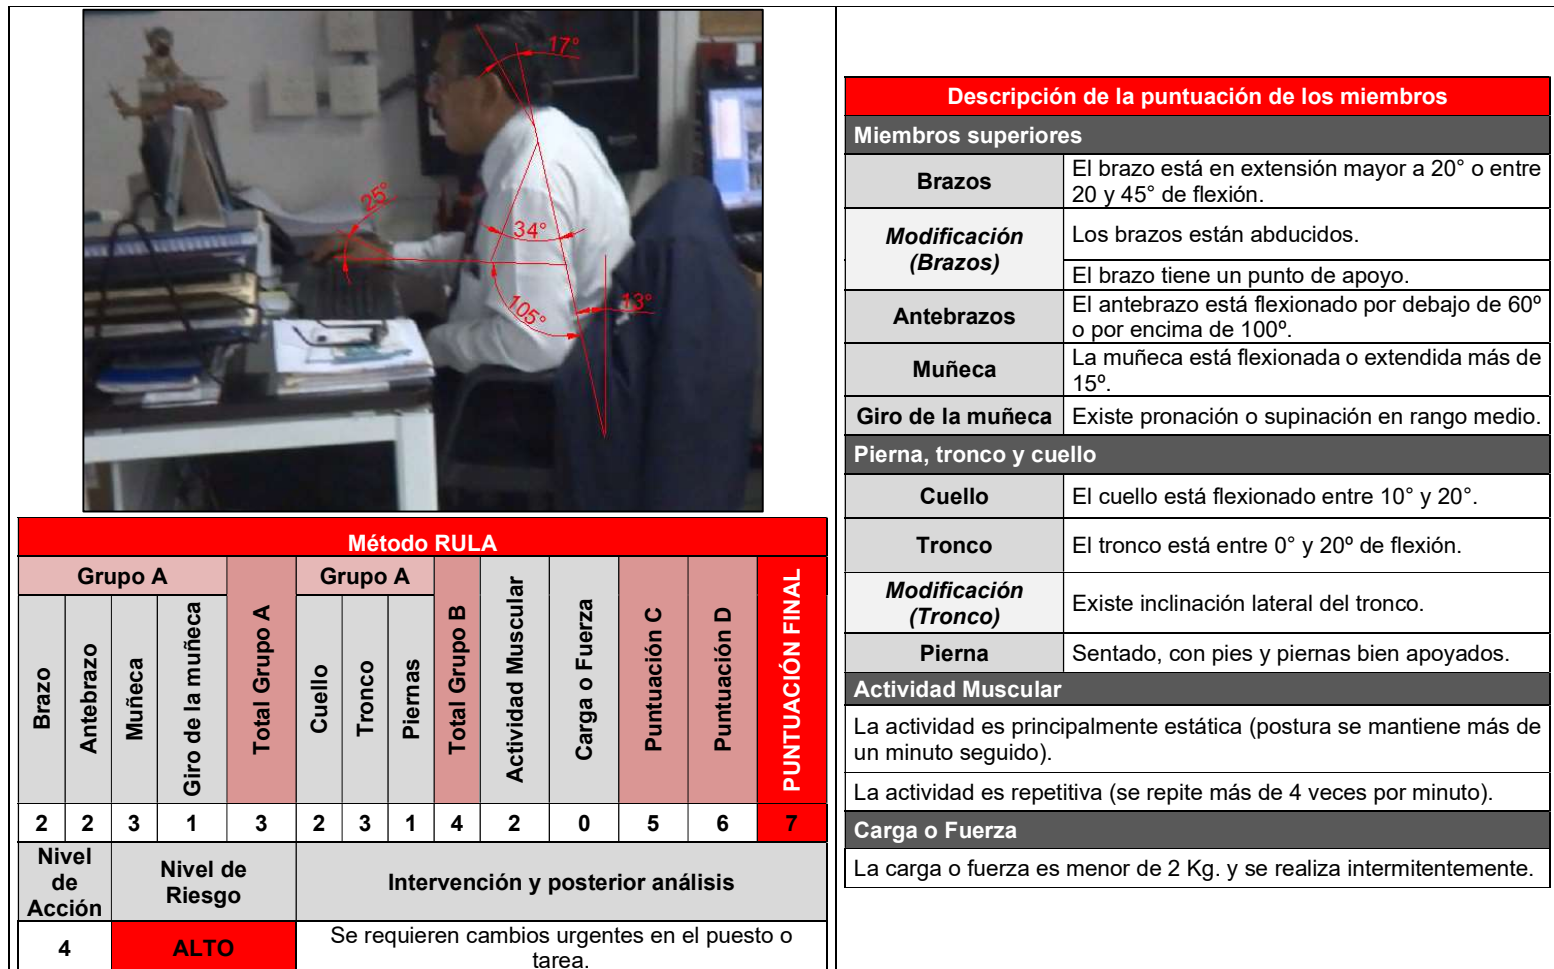 17°
25°
34°
105°
13°
Método RULA
Grupo A
Grupo A
Brazo
Antebrazo
Muñeca
Giro de la muñeca
Total Grupo A
Cuello
Tronco
Piernas
Total Grupo B
Actividad Muscular
Carga o Fuerza
Puntuación C
Puntuación D
PUNTUACIÓN FINAL
2 2 3 1 3 2 3 1 4 2 0 5 6 7
Nivel
de
Acción
Nivel de
Riesgo
Intervención y posterior análisis
4
ALTO
Se requieren cambios urgentes en el puesto o
tarea.
Descripción de la puntuación de los miembros
Miembros superiores
Brazos
El brazo está en extensión mayor a 20° o entre
20 y 45° de flexión.
Modificación
(Brazos)
Los brazos están abducidos.
El brazo tiene un punto de apoyo.
Antebrazos
El antebrazo está flexionado por debajo de 60º
o por encima de 100º.
Muñeca
La muñeca está flexionada o extendida más de
15º.
Giro de la muñeca
Existe pronación o supinación en rango medio.
Pierna, tronco y cuello
Cuello
El cuello está flexionado entre 10° y 20°.
Tronco
El tronco está entre 0° y 20º de flexión.
Modificación
(Tronco)
Existe inclinación lateral del tronco.
Pierna
Sentado, con pies y piernas bien apoyados.
Actividad Muscular
La actividad es principalmente estática (postura se mantiene más de
un minuto seguido).
La actividad es repetitiva (se repite más de 4 veces por minuto).
Carga o Fuerza
La carga o fuerza es menor de 2 Kg. y se realiza intermitentemente.